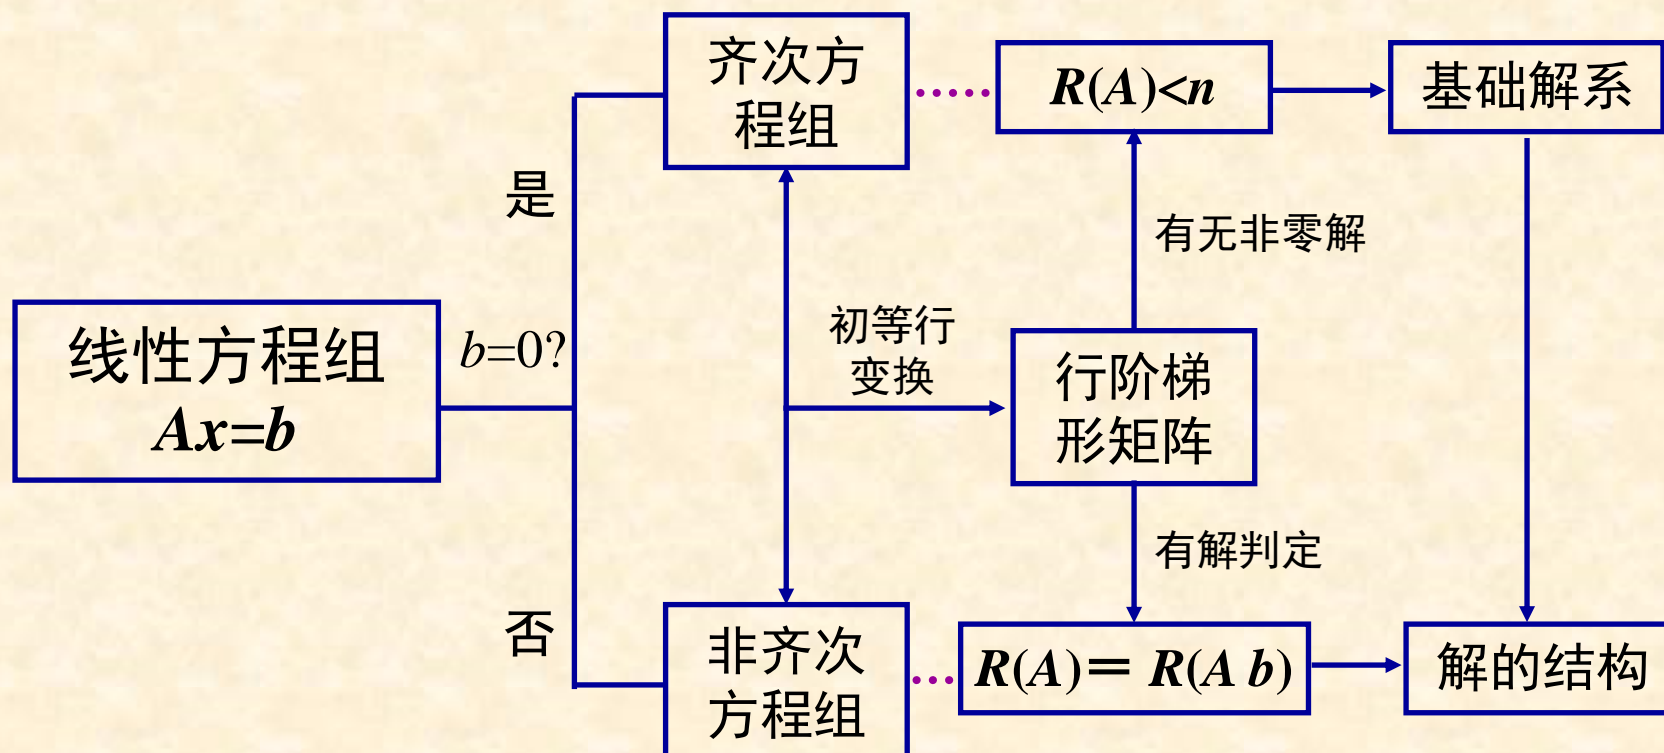 齐次方
程组
R(A)<n
基础解系
是
有无非零解
线性方程组
Ax=b
b=0?
初等行
变换
行阶梯
形矩阵
有解判定
否
非齐次
方程组
R(A)= R(A b)
解的结构